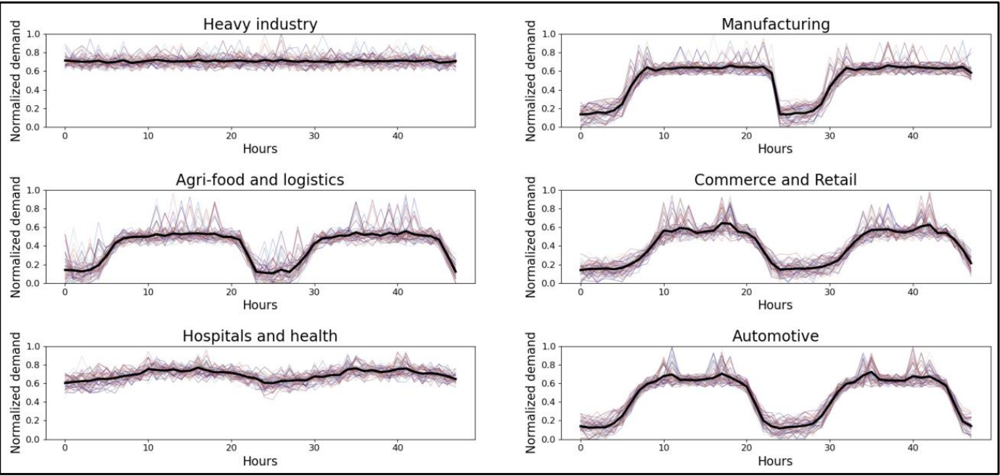 Heavy industry
Normalized demand
1.0
0.8
0.6
0.4
0.2
0.0
0 10 20 30 40
Hours
Manufacturing
Normalized demand
1.0
0.8
0.6
0.4
0.2
0.0
0 10 20 30 40
Hours
Agri-food and logistics
Normalized demand
1.0
0.8
0.6
0.4
0.2
0.0
0 10 20 30 40
Hours
Commerce and Retail
Normalized demand
1.0
0.8
0.6
0.4
0.2
0.0
0 10 20 30 40
Hours
Hospitals and health
Normalized demand
1.0
0.8
0.6
0.4
0.2
0.0
0 10 20 30 40
Hours
Automotive
Normalized demand
1.0
0.8
0.6
0.4
0.2
0.0
0 10 20 30 40
Hours